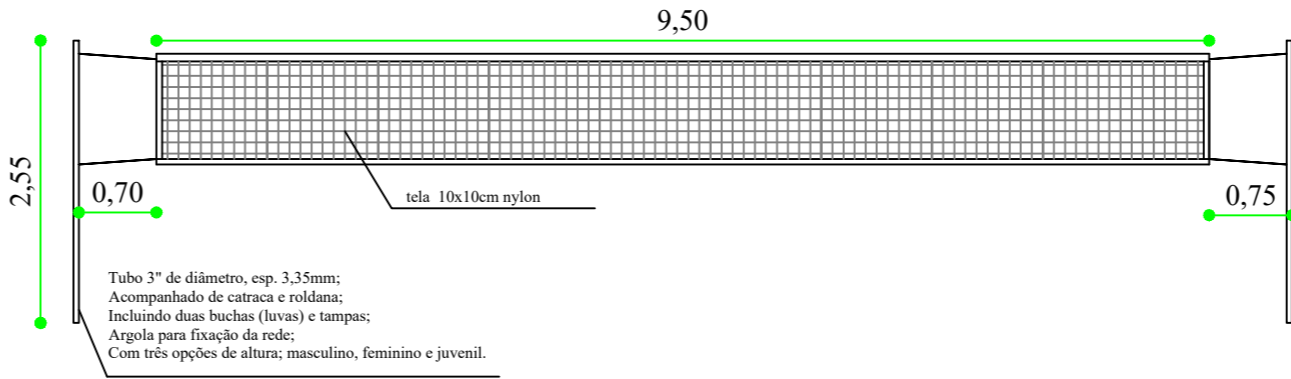 9,50
2,55
0,70
0,75
tela 10x10cm nylon
Tubo 3" de diâmetro, esp. 3,35mm;
Acompanhado de catraca e roldana;
Incluindo duas buchas (luvas) e tampas;
Argola para fixação da rede;
Com três opções de altura; masculino, feminino e juvenil.